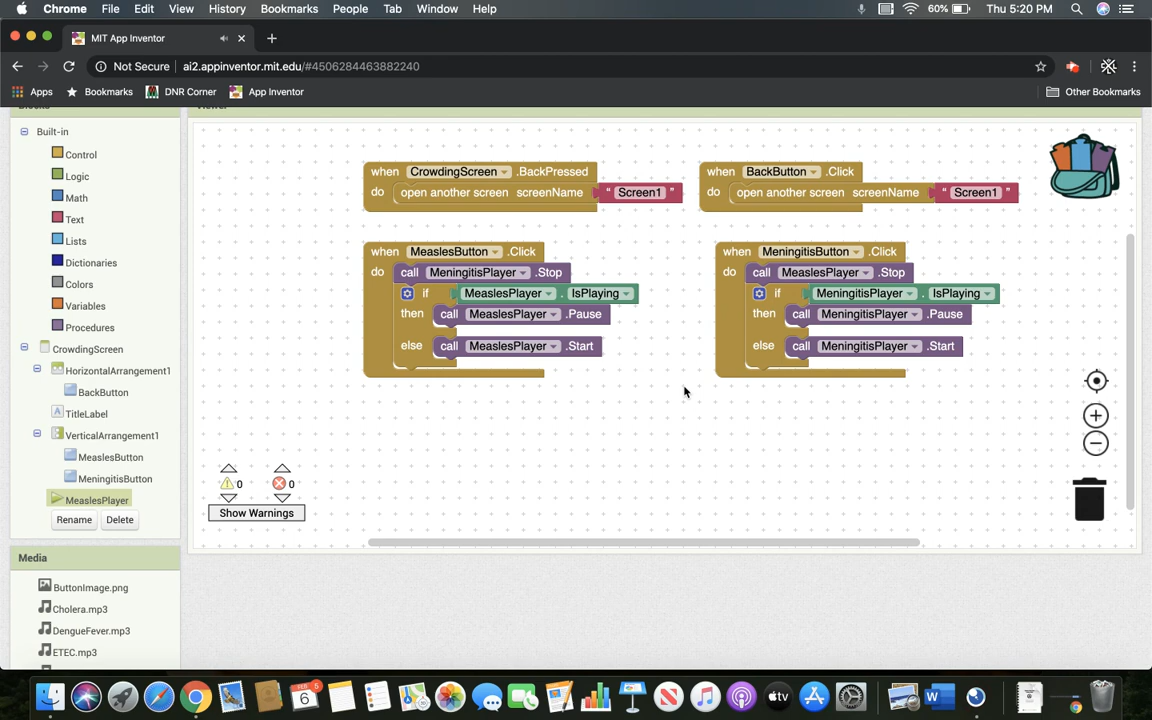 Chrome File Edit View History Bookmarks People Tab Window Help 60% Thu 5:20 PM
MIT App Inventor
Not Secure ai2.appinventor.mit.edu/#4506284463882240
Apps Bookmarks DNR Corner App Inventor Other Bookmarks
Blocks Viewer
Built-in
Control
Logic
Math
Text
Lists
Dictionaries
Colors
Variables
Procedures
CrowdingScreen
HorizontalArrangement1
BackButton
TitleLabel
VerticalArrangement1
MeaslesButton
MeningitisButton
MeaslesPlayer
Rename Delete
Media
ButtonImage.png
Cholera.mp3
DengueFever.mp3
ETEC.mp3
when CrowdingScreen .BackPressed
do open another screen screenName “ Screen1 ”
when BackButton .Click
do open another screen screenName “ Screen1 ”
when MeaslesButton .Click
do call MeningitisPlayer .Stop
if MeaslesPlayer . IsPlaying
then call MeaslesPlayer .Pause
else call MeaslesPlayer .Start
when MeningitisButton .Click
do call MeaslesPlayer .Stop
if MeningitisPlayer . IsPlaying
then call MeningitisPlayer .Pause
else call MeningitisPlayer .Start
0 0
Show Warnings
FEB 6 5
tv W